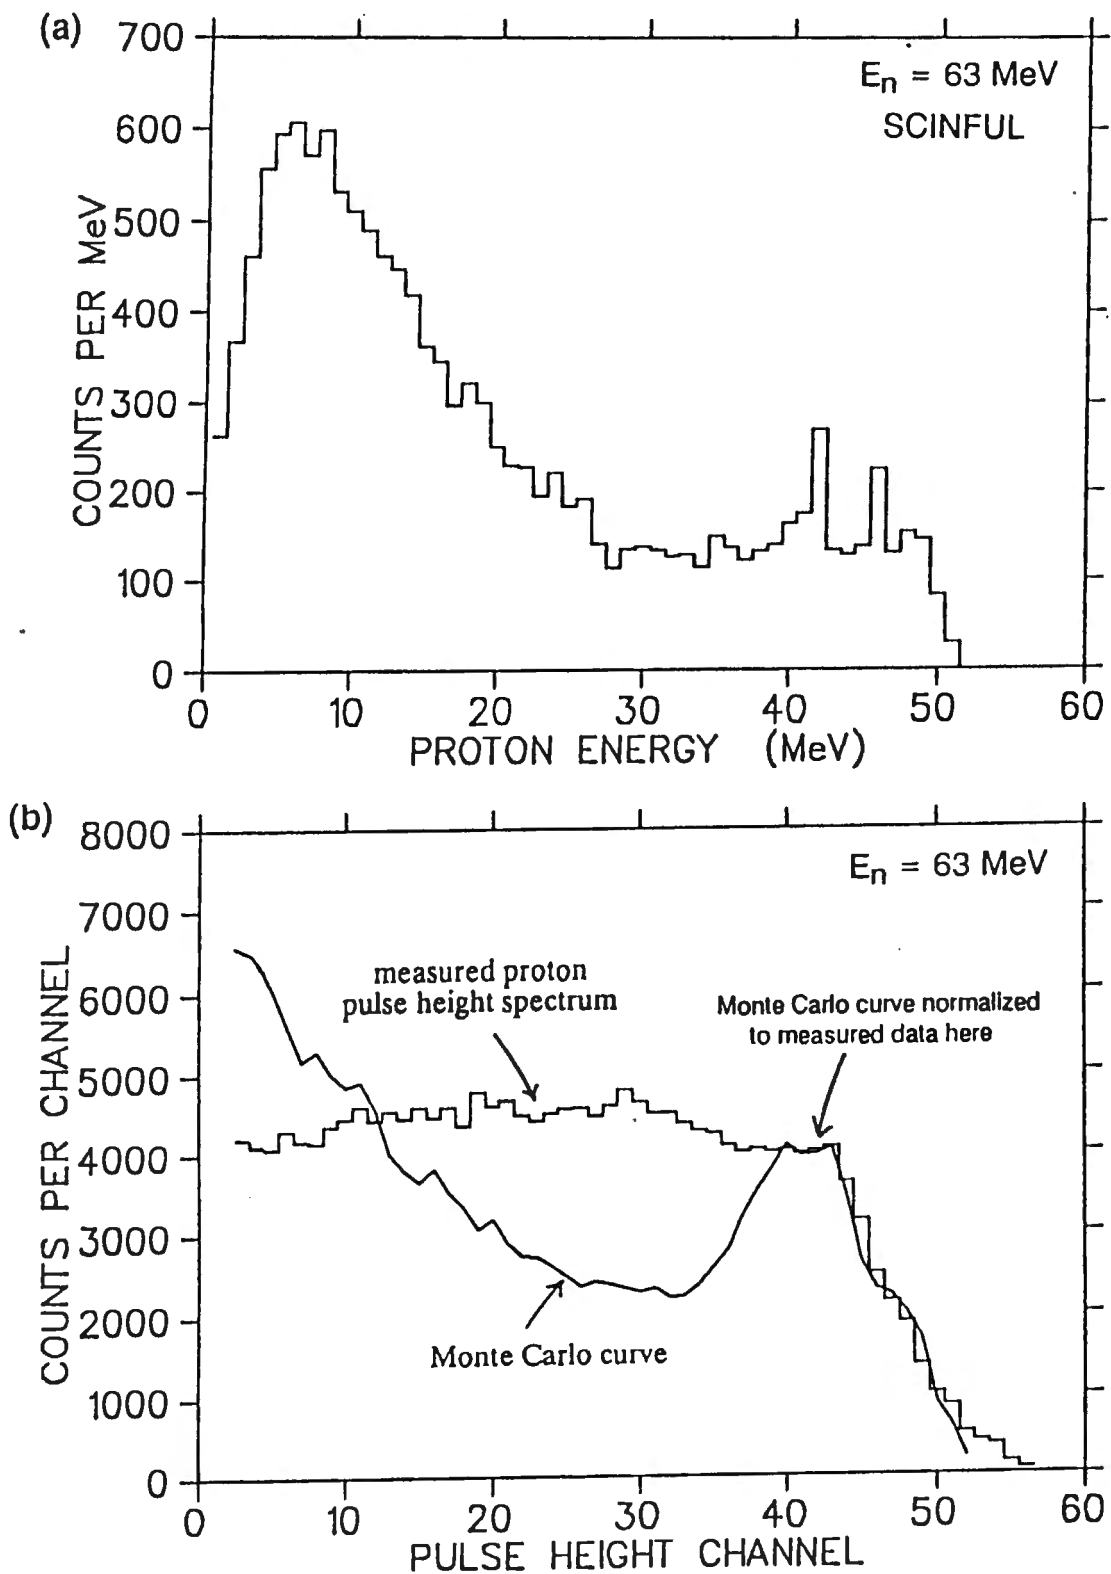 (a)
700
600
500
400
300
200
100
0
COUNTS PER MeV
En = 63 MeV
SCINFUL
0 10 20 30 40 50 60
PROTON ENERGY (MeV)
(b)
8000
7000
6000
5000
4000
3000
2000
1000
0
COUNTS PER CHANNEL
En = 63 MeV
measured proton
pulse height spectrum
Monte Carlo curve normalized
to measured data here
Monte Carlo curve
0 10 20 30 40 50 60
PULSE HEIGHT CHANNEL